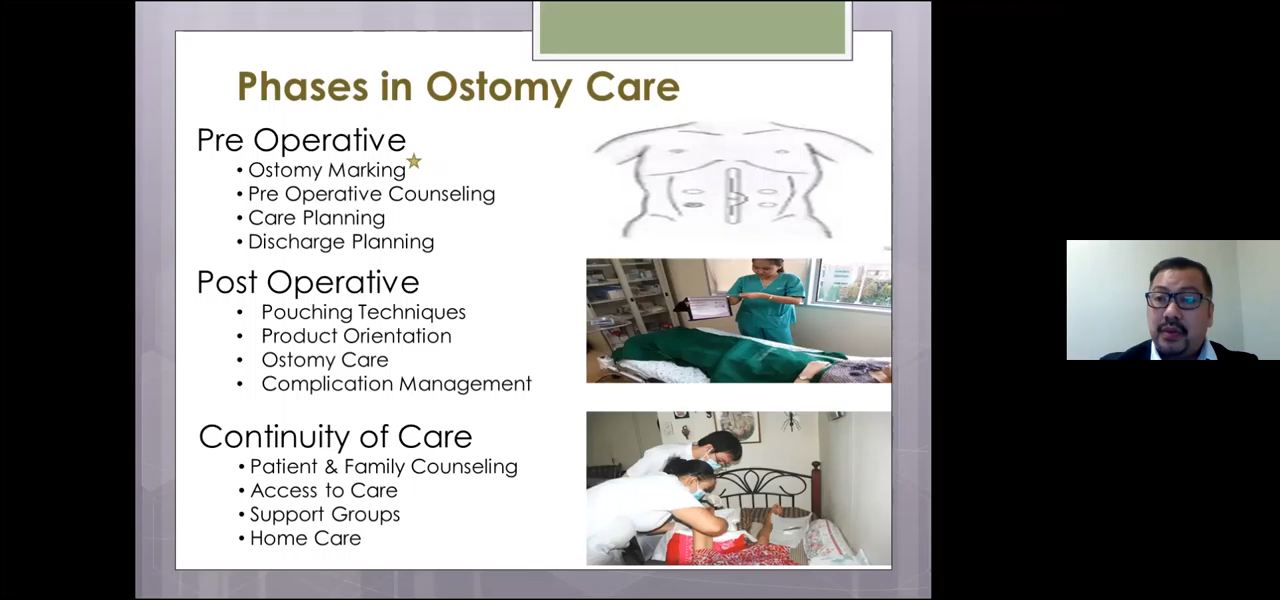 Phases in Ostomy Care
Pre Operative
• Ostomy Marking
• Pre Operative Counseling
• Care Planning
• Discharge Planning
Post Operative
• Pouching Techniques
• Product Orientation
• Ostomy Care
• Complication Management
Continuity of Care
• Patient & Family Counseling
• Access to Care
• Support Groups
• Home Care